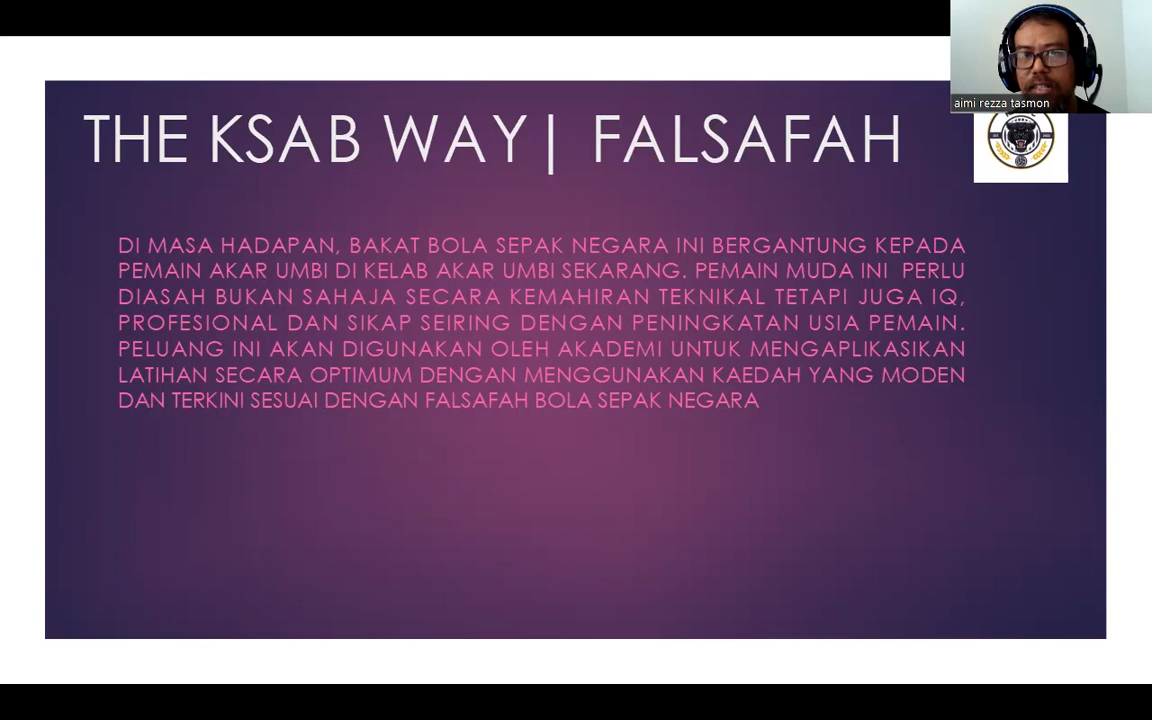 aimi rezza tasmon
THE KSAB WAY| FALSAFAH
DI MASA HADAPAN, BAKAT BOLA SEPAK NEGARA INI BERGANTUNG KEPADA
PEMAIN AKAR UMBI DI KELAB AKAR UMBI SEKARANG. PEMAIN MUDA INI PERLU
DIASAH BUKAN SAHAJA SECARA KEMAHIRAN TEKNIKAL TETAPI JUGA IQ,
PROFESIONAL DAN SIKAP SEIRING DENGAN PENINGKATAN USIA PEMAIN.
PELUANG INI AKAN DIGUNAKAN OLEH AKADEMI UNTUK MENGAPLIKASIKAN
LATIHAN SECARA OPTIMUM DENGAN MENGGUNAKAN KAEDAH YANG MODEN
DAN TERKINI SESUAI DENGAN FALSAFAH BOLA SEPAK NEGARA